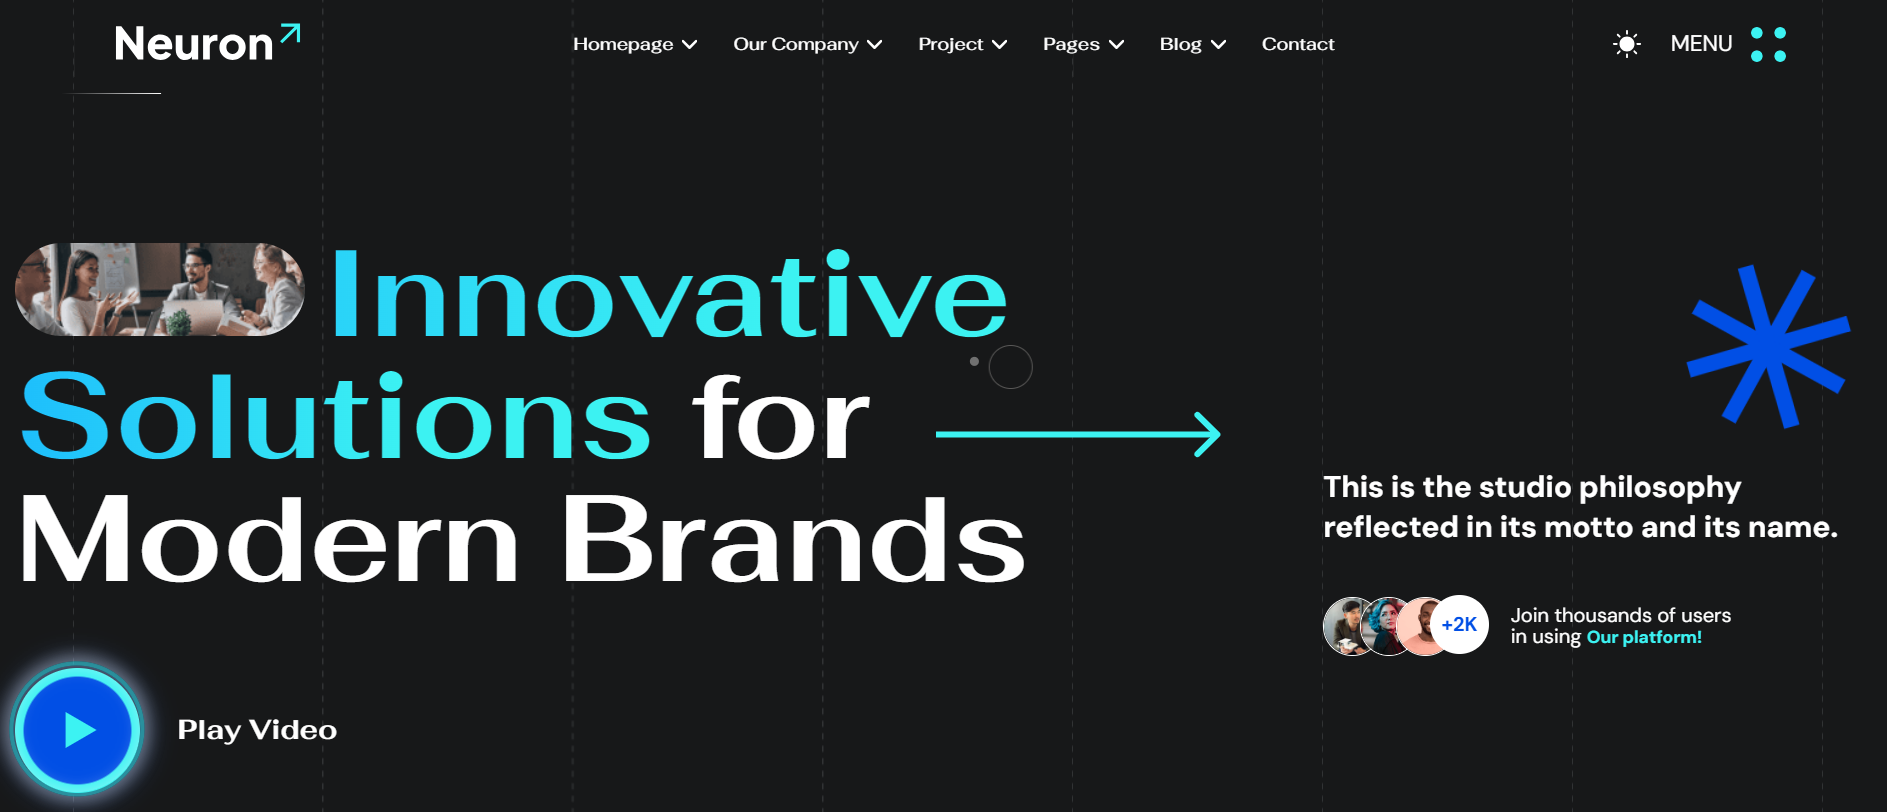 Neuron
Homepage
Our Company
Project
Pages
Blog
Contact
MENU
Innovative
Solutions for
Modern Brands
This is the studio philosophy
reflected in its motto and its name.
+2K
Join thousands of users
in using Our platform!
Play Video